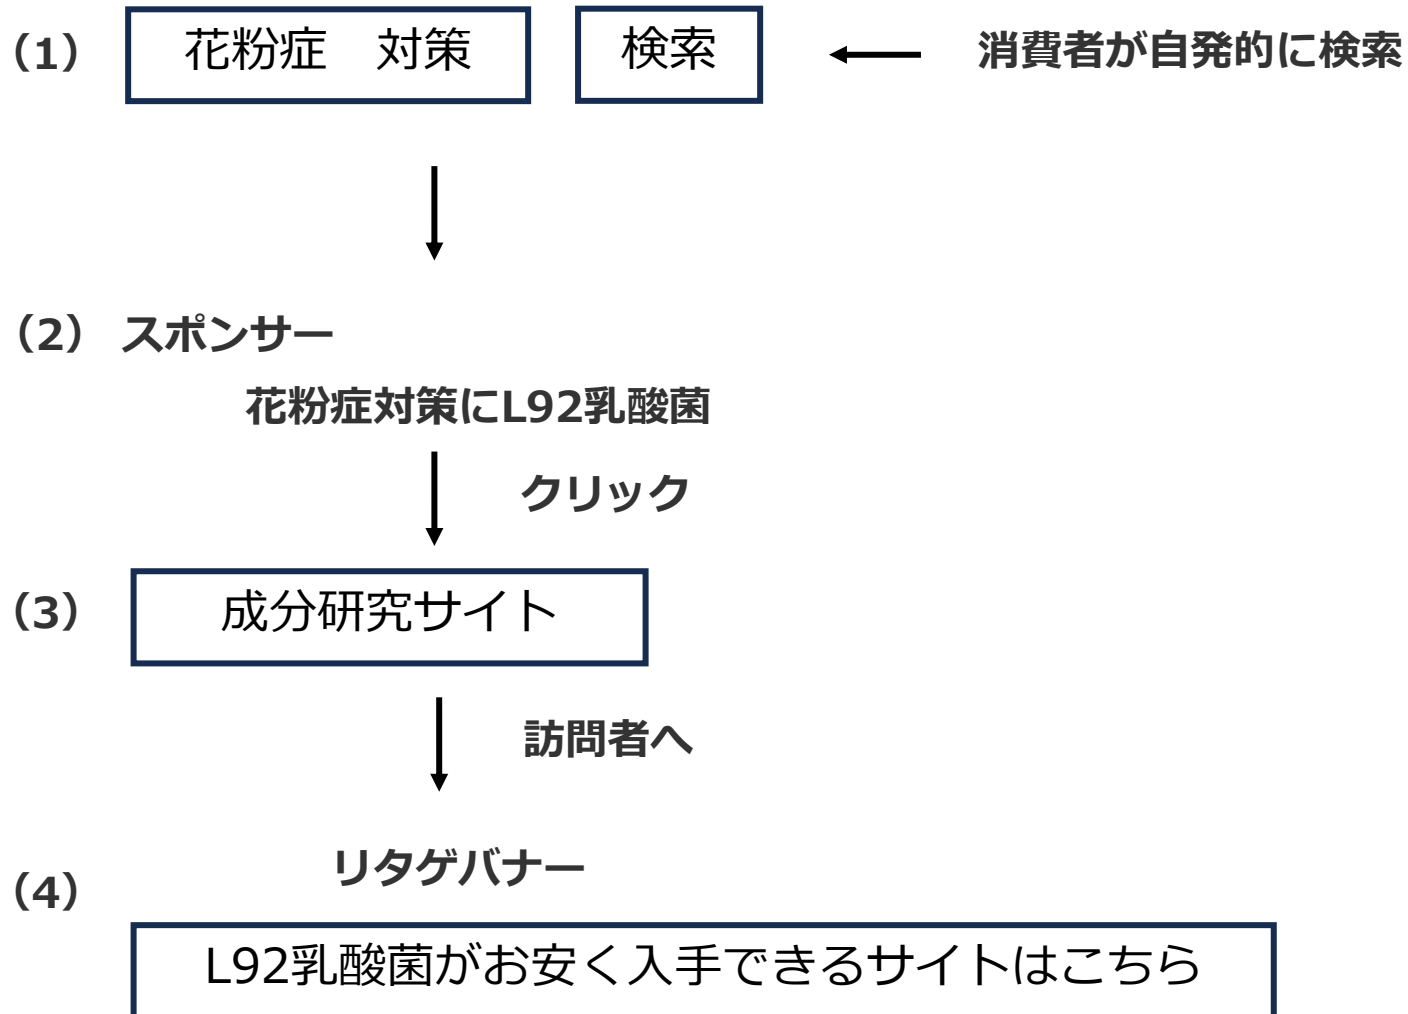 （1） 花粉症　対策 検索 消費者が自発的に検索
（2） スポンサー
花粉症対策にL92乳酸菌
クリック
（3） 成分研究サイト
訪問者へ
リタゲバナー
（4）
L92乳酸菌がお安く入手できるサイトはこちら